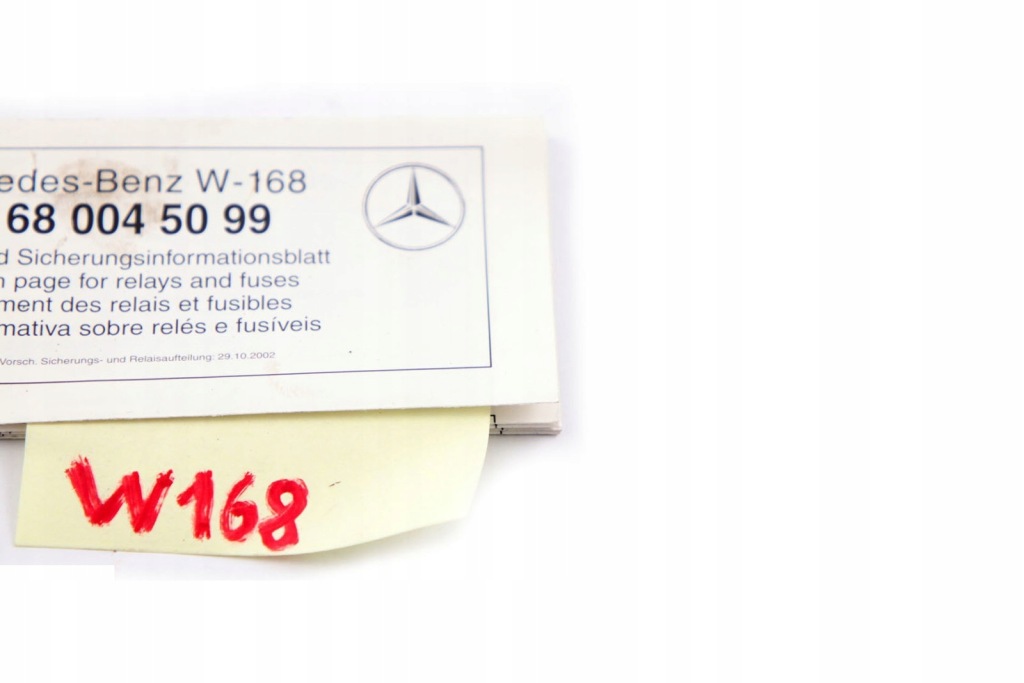 edes-Benz W-168
68 004 50 99
d Sicherungsinformationsblatt
n page for relays and fuses
ment des relais et fusibles
mativa sobre relés e fusíveis
Vorsch. Sicherungs- und Relaisaufteilung: 29.10.2002
W168